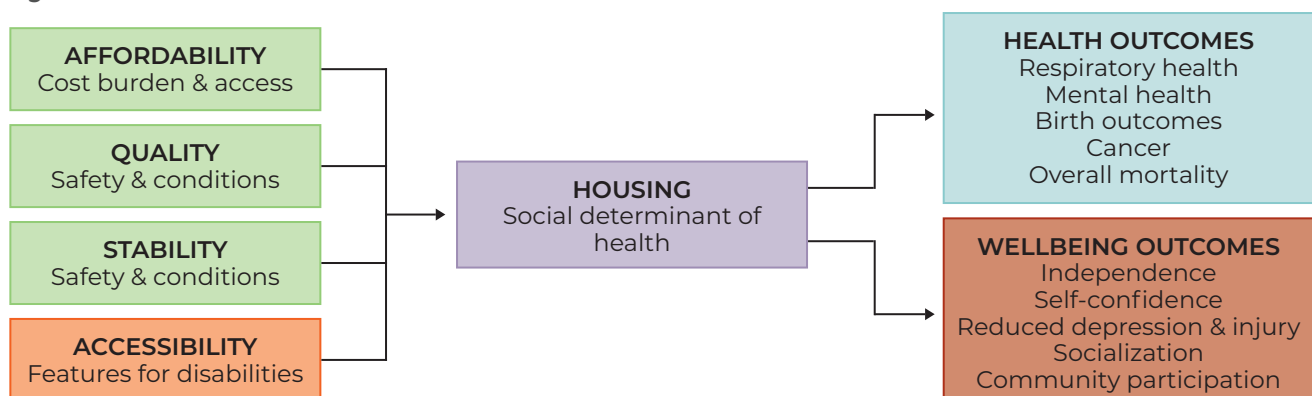 AFFORDABILITY
Cost burden & access
QUALITY
Safety & conditions
STABILITY
Safety & conditions
ACCESSIBILITY
Features for disabilities
HOUSING
Social determinant of
health
HEALTH OUTCOMES
Respiratory health
Mental health
Birth outcomes
Cancer
Overall mortality
WELLBEING OUTCOMES
Independence
Self-confidence
Reduced depression & injury
Socialization
Community participation